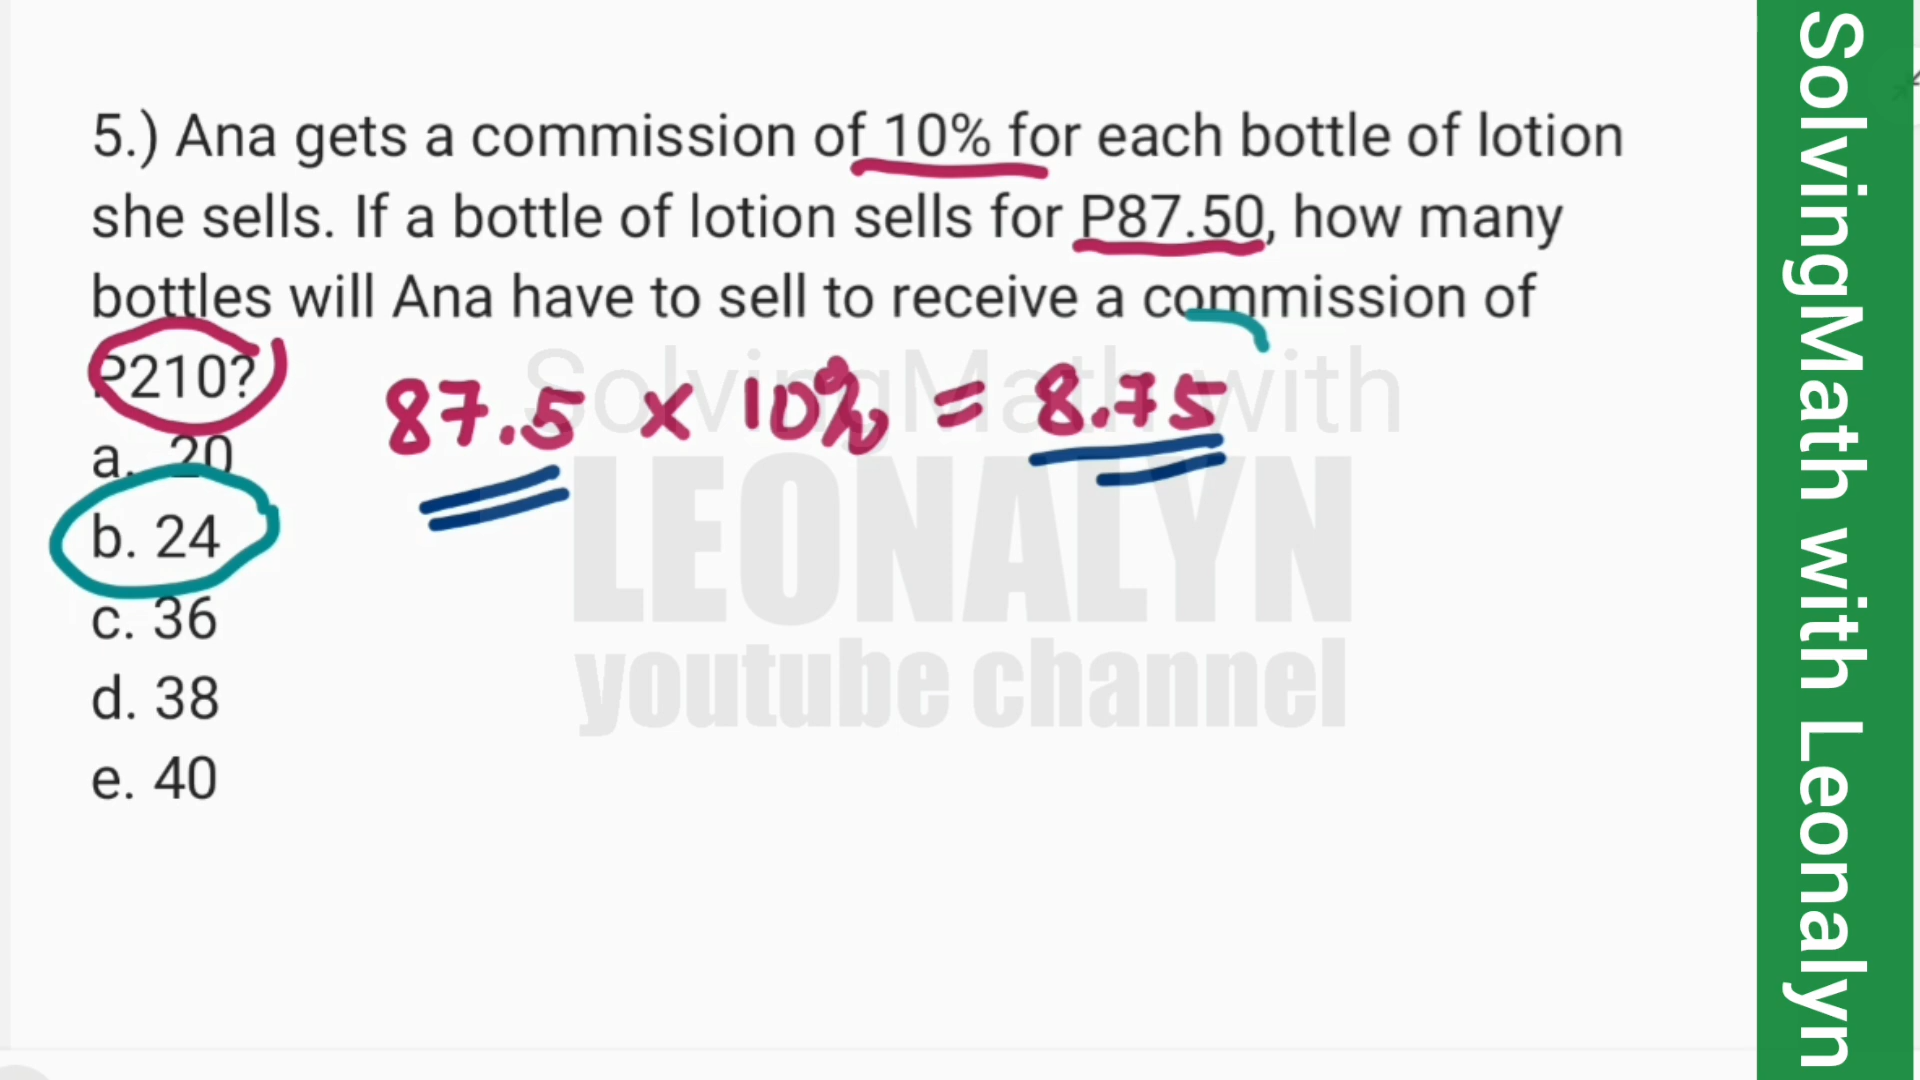 5.) Ana gets a commission of 10% for each bottle of lotion
she sells. If a bottle of lotion sells for P87.50, how many
bottles will Ana have to sell to receive a commission of
P210?
87.5 x 10% = 8.75
a. 20
b. 24
c. 36
d. 38
e. 40
SolvingMath with
LEONALYN
youtube channel
SolvingMath with Leonalyn